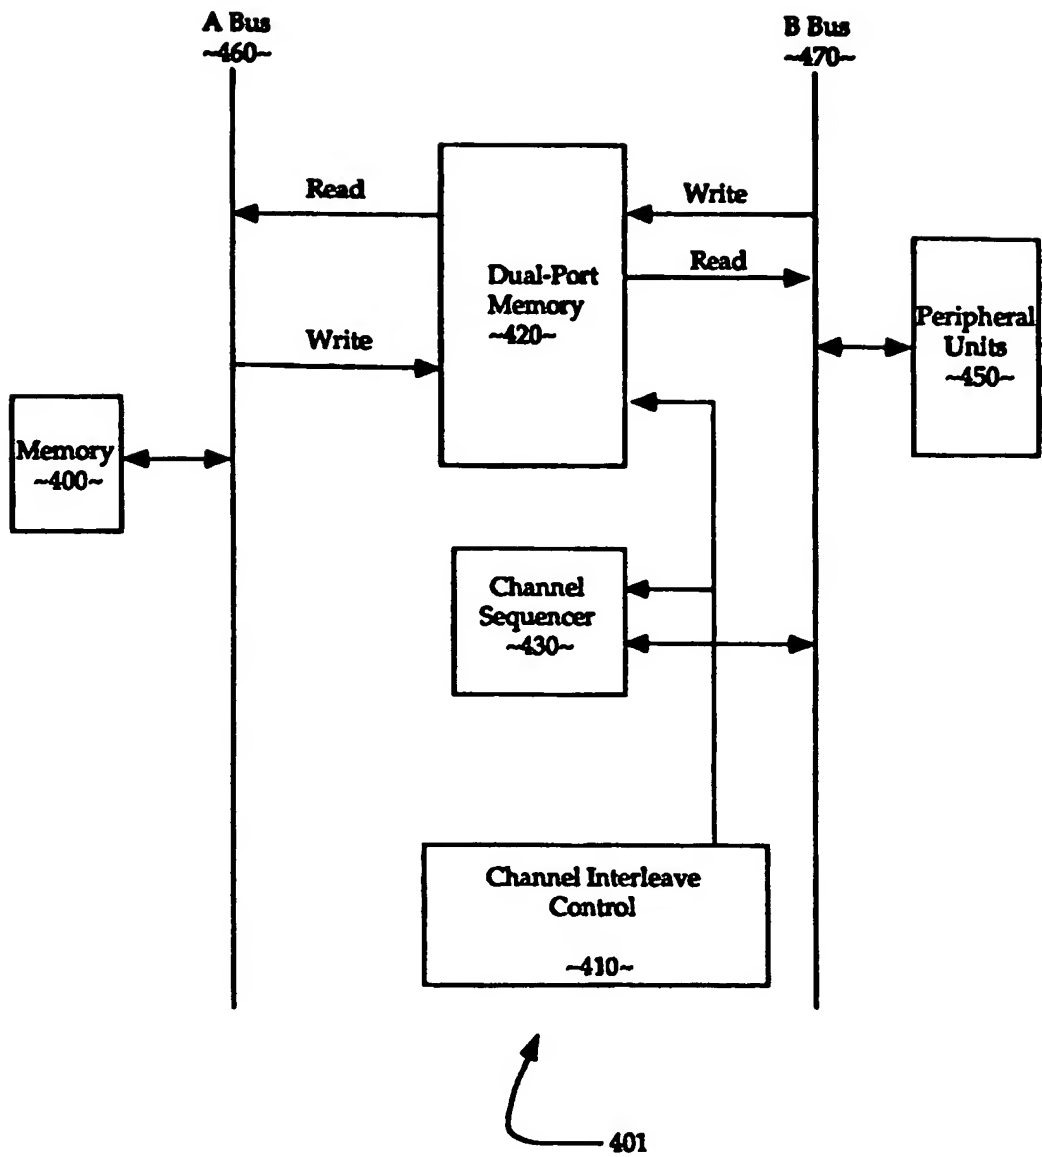 A Bus
~460~
B Bus
~470~
Read
Write
Dual-Port
Memory
~420~
Read
Write
Peripheral
Units
~450~
Memory
~400~
Channel
Sequencer
~430~
Channel Interleave
Control
~410~
401